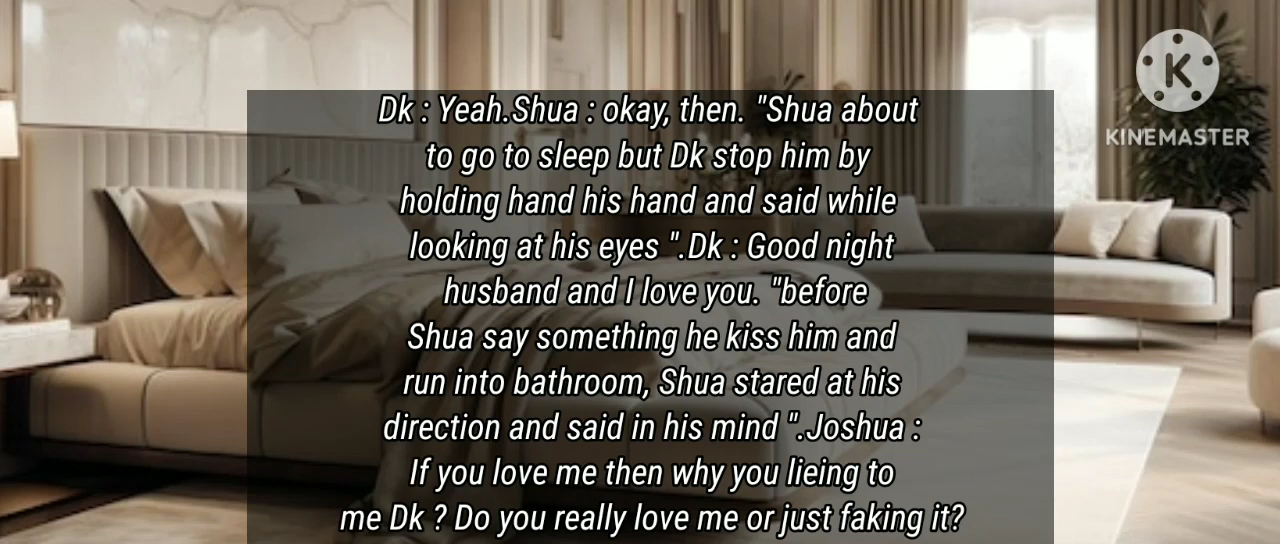 Dk : Yeah.Shua : okay, then. "Shua about
to go to sleep but Dk stop him by
holding hand his hand and said while
looking at his eyes ".Dk : Good night
husband and I love you. "before
Shua say something he kiss him and
run into bathroom, Shua stared at his
direction and said in his mind ".Joshua :
If you love me then why you lieing to
me Dk ? Do you really love me or just faking it?
K
KINEMASTER